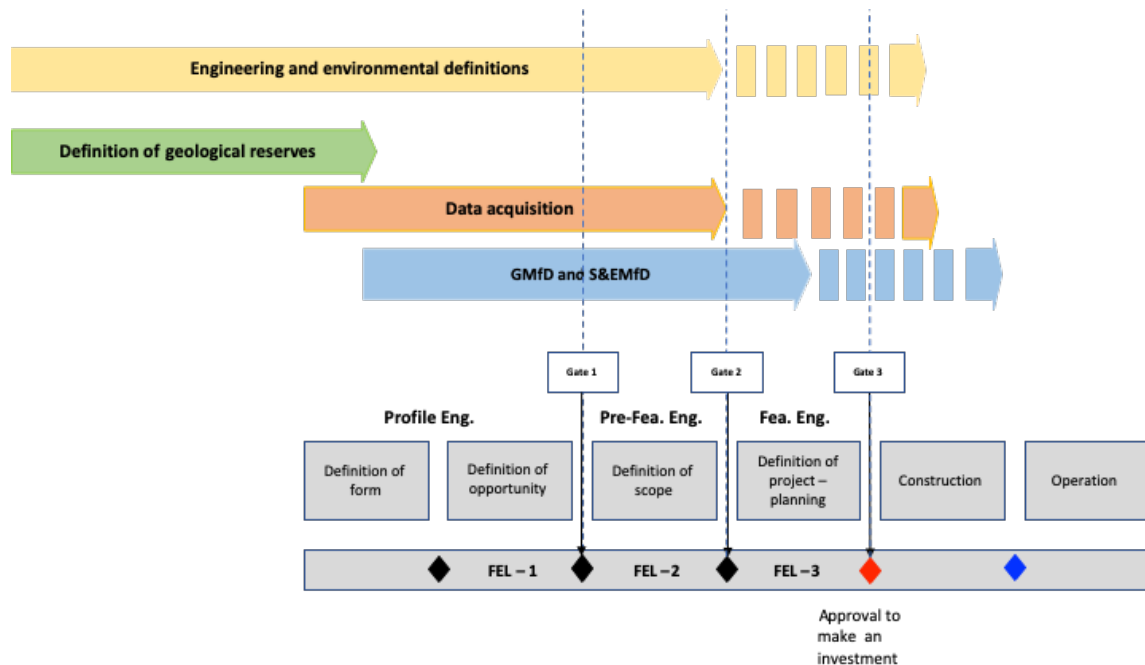 Engineering and environmental definitions
Definition of geological reserves
Data acquisition
GMfD and S&EMfD
Gate 1
Gate 2
Gate 3
Profile Eng.
Pre-Fea. Eng.
Fea. Eng.
Definition of
form
Definition of
opportunity
Definition of
scope
Definition of
project –
planning
Construction
Operation
FEL – 1
FEL –2
FEL –3
Approval to
make an
investment